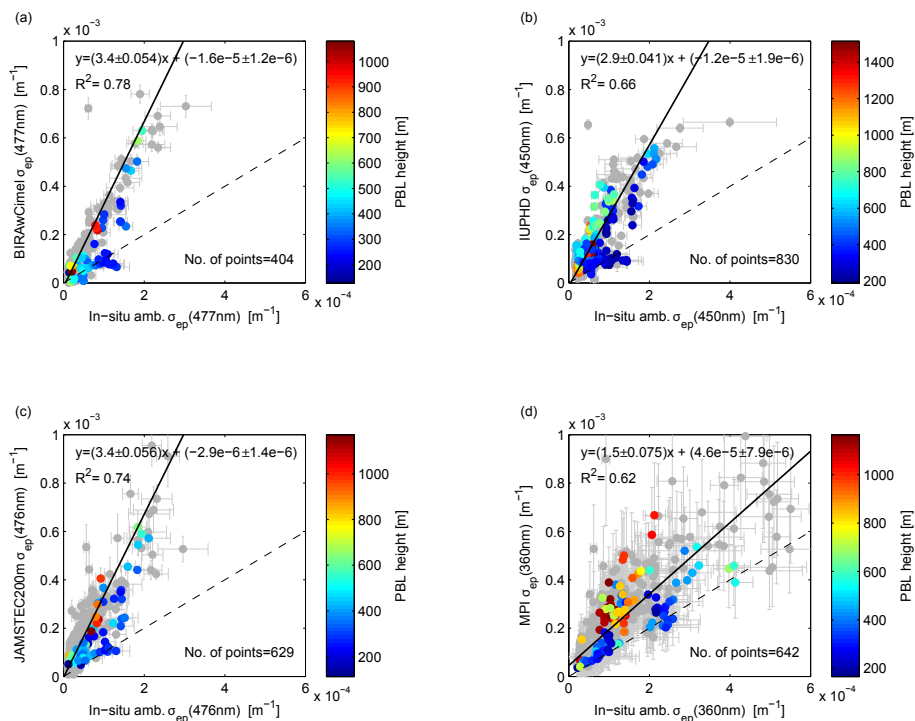 (a)
x 10⁻³
y=(3.4±0.054)x + (−1.6e−5±1.2e−6)
R²= 0.78
No. of points=404
1
0.8
0.6
0.4
0.2
0
0 2 4 6
x 10⁻⁴
BIRAwCimel σep(477nm) [m⁻¹]
In−situ amb. σep(477nm) [m⁻¹]
1000
900
800
700
600
500
400
300
200
PBL height [m]
(b)
x 10⁻³
y=(2.9±0.041)x + (−1.2e−5±1.9e−6)
R²= 0.66
No. of points=830
1
0.8
0.6
0.4
0.2
0
0 2 4 6
x 10⁻⁴
IUPHD σep(450nm) [m⁻¹]
In−situ amb. σep(450nm) [m⁻¹]
1400
1200
1000
800
600
400
200
PBL height [m]
(c)
x 10⁻³
y=(3.4±0.056)x + (−2.9e−6±1.4e−6)
R²= 0.74
No. of points=629
1
0.8
0.6
0.4
0.2
0
0 2 4 6
x 10⁻⁴
JAMSTEC200m σep(476nm) [m⁻¹]
In−situ amb. σep(476nm) [m⁻¹]
1000
800
600
400
200
PBL height [m]
(d)
x 10⁻³
y=(1.5±0.075)x + (4.6e−5±7.9e−6)
R²= 0.62
No. of points=642
1
0.8
0.6
0.4
0.2
0
0 2 4 6
x 10⁻⁴
MPI σep(360nm) [m⁻¹]
In−situ amb. σep(360nm) [m⁻¹]
1000
800
600
400
200
PBL height [m]